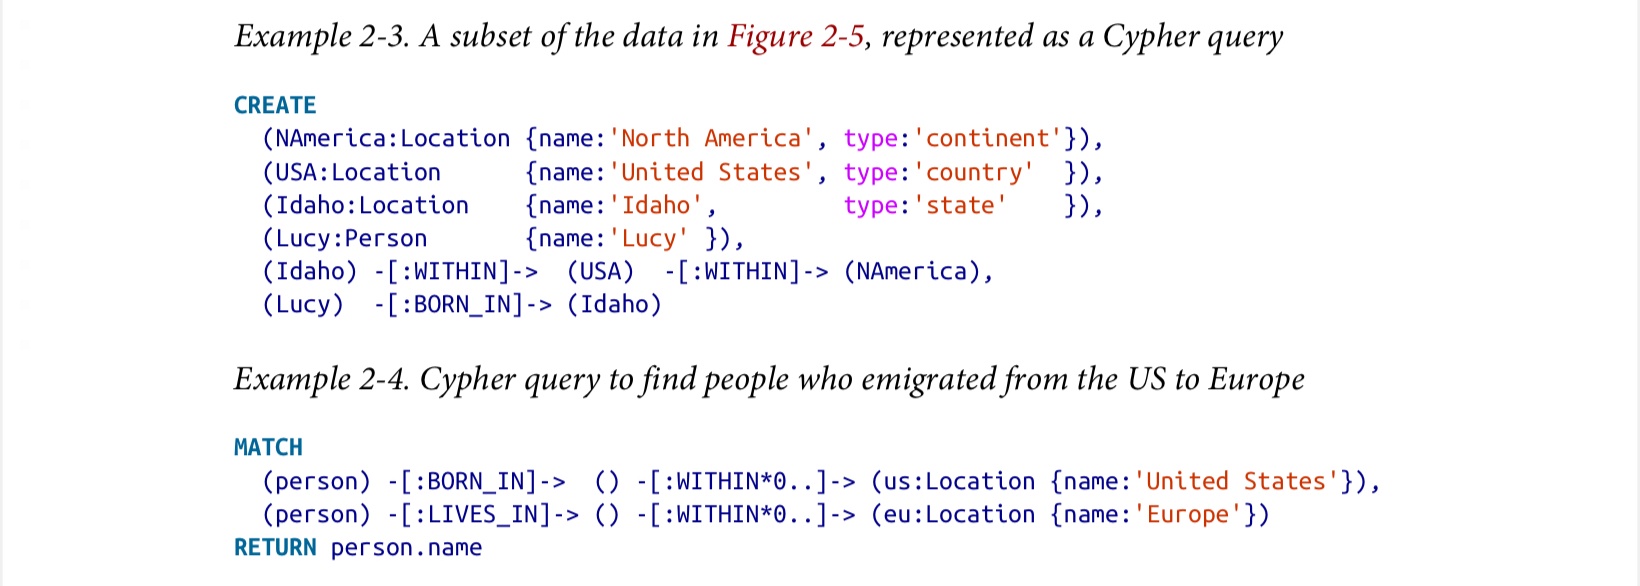 Example 2-3. A subset of the data in Figure 2-5, represented as a Cypher query
CREATE
(NAmerica:Location {name:'North America', type:'continent'}),
(USA:Location      {name:'United States', type:'country'  }),
(Idaho:Location    {name:'Idaho',         type:'state'    }),
(Lucy:Person       {name:'Lucy' }),
(Idaho) -[:WITHIN]->  (USA)  -[:WITHIN]-> (NAmerica),
(Lucy)  -[:BORN_IN]-> (Idaho)
Example 2-4. Cypher query to find people who emigrated from the US to Europe
MATCH
(person) -[:BORN_IN]->  () -[:WITHIN*0..]-> (us:Location {name:'United States'}),
(person) -[:LIVES_IN]-> () -[:WITHIN*0..]-> (eu:Location {name:'Europe'})
RETURN person.name